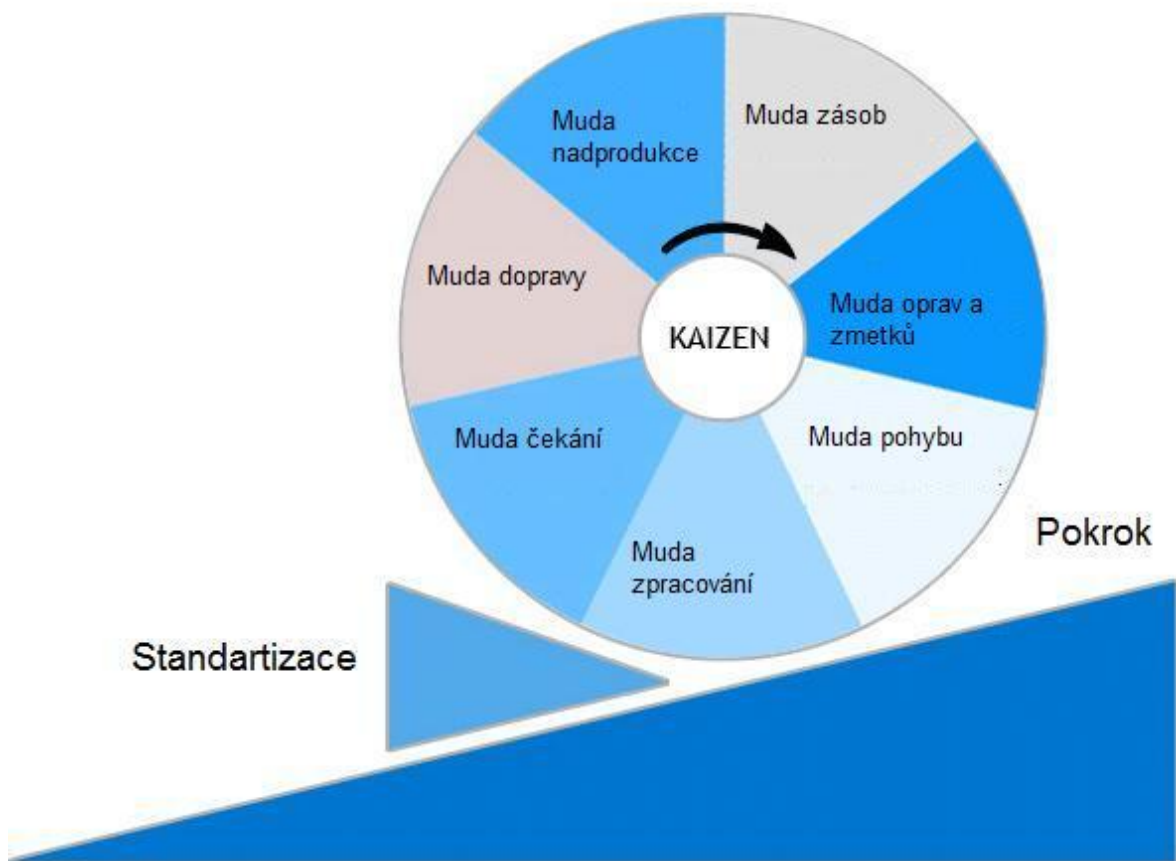 Muda
nadprodukce
Muda zásob
Muda dopravy
Muda oprav a
zmetků
KAIZEN
Muda čekání
Muda pohybu
Muda
zpracování
Pokrok
Standartizace